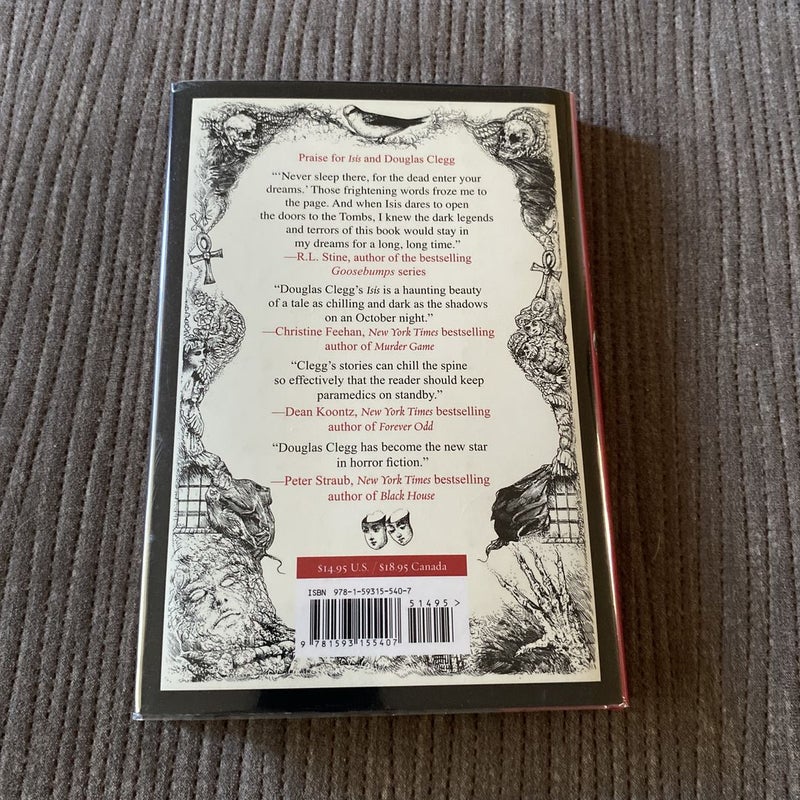 Praise for Isis and Douglas Clegg
“‘Never sleep there, for the dead enter your
dreams.’ Those frightening words froze me to
the page. And when Isis dares to open
the doors to the Tombs, I knew the dark legends
and terrors of this book would stay in
my dreams for a long, long time.”
—R.L. Stine, author of the bestselling
Goosebumps series
“Douglas Clegg’s Isis is a haunting beauty
of a tale as chilling and dark as the shadows
on an October night.”
—Christine Feehan, New York Times bestselling
author of Murder Game
“Clegg’s stories can chill the spine
so effectively that the reader should keep
paramedics on standby.”
—Dean Koontz, New York Times bestselling
author of Forever Odd
“Douglas Clegg has become the new star
in horror fiction.”
—Peter Straub, New York Times bestselling
author of Black House
$14.95 U.S. / $18.95 Canada
ISBN 978-1-59315-540-7
51495 >
9 781593 155407